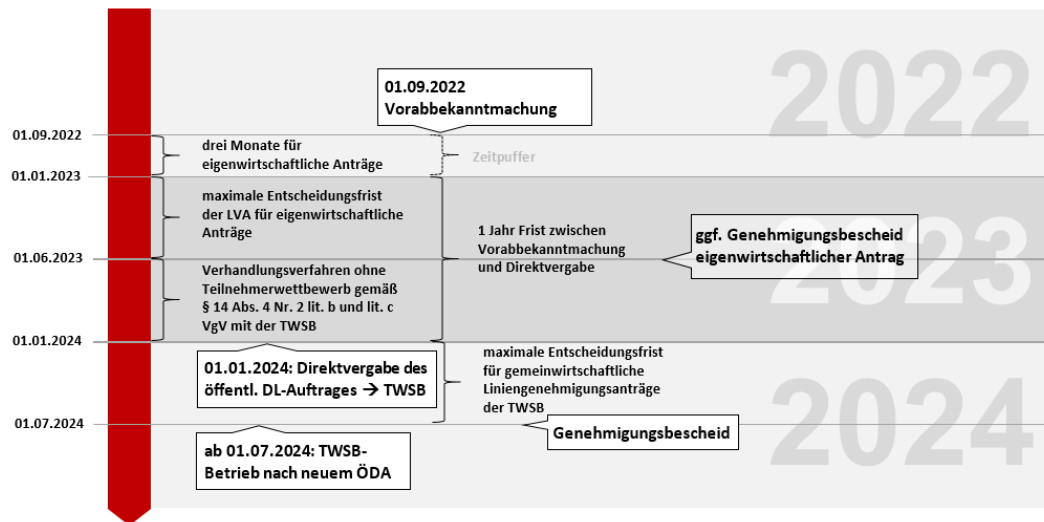 2022
01.09.2022
Vorabbekanntmachung
01.09.2022
drei Monate für
eigenwirtschaftliche Anträge
Zeitpuffer
01.01.2023
maximale Entscheidungsfrist
der LVA für eigenwirtschaftliche
Anträge
1 Jahr Frist zwischen
Vorabbekanntmachung
und Direktvergabe
ggf. Genehmigungsbescheid
eigenwirtschaftlicher Antrag
2023
01.06.2023
Verhandlungsverfahren ohne
Teilnehmerwettbewerb gemäß
§ 14 Abs. 4 Nr. 2 lit. b und lit. c
VgV mit der TWSB
01.01.2024
01.01.2024: Direktvergabe des
öffentl. DL-Auftrages → TWSB
maximale Entscheidungsfrist
für gemeinwirtschaftliche
Liniengenehmigungsanträge
der TWSB
2024
01.07.2024
Genehmigungsbescheid
ab 01.07.2024: TWSB-
Betrieb nach neuem ÖDA